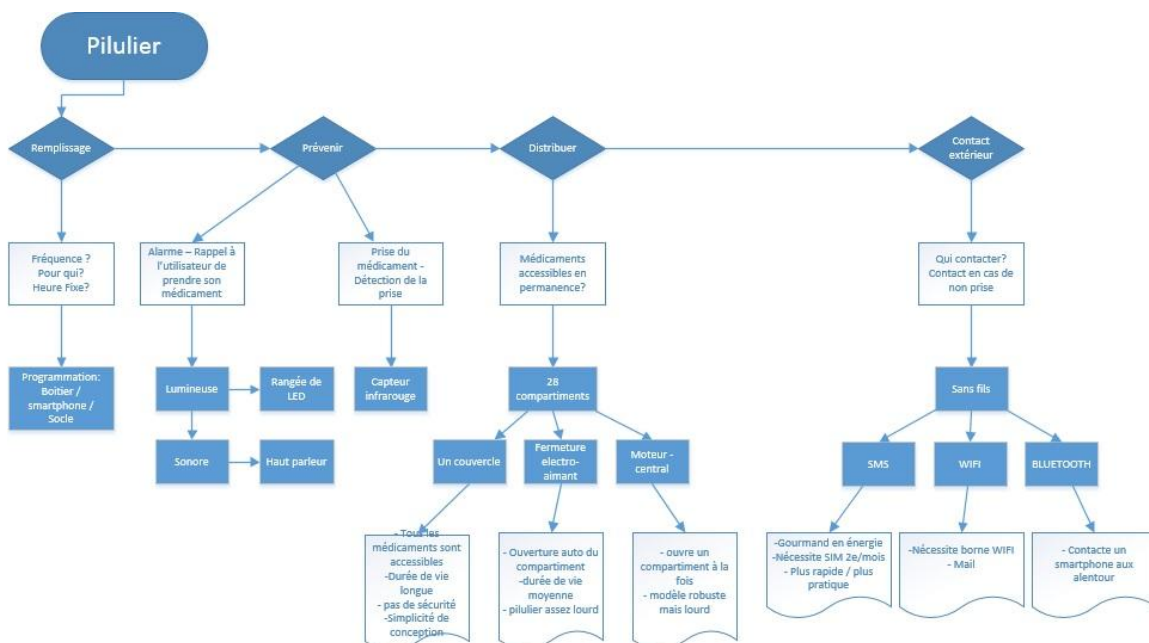 Pilulier
Remplissage
Prévenir
Distribuer
Contact
extérieur
Fréquence ?
Pour qui?
Heure Fixe?
Alarme – Rappel à
l'utilisateur de
prendre son
médicament
Prise du
médicament -
Détection de la
prise
Médicaments
accessibles en
permanence?
Qui contacter?
Contact en cas de
non prise
Programmation:
Boitier /
smartphone /
Socle
Lumineuse
Rangée de
LED
Capteur
infrarouge
28
compartiments
Sans fils
Sonore
Haut parleur
Un couvercle
Fermeture
electro-
aimant
Moteur -
central
SMS
WIFI
BLUETOOTH
- Tous les
médicaments sont
accessibles
-Durée de vie
longue
- pas de sécurité
-Simplicité de
conception
- Ouverture auto du
compartiment
-durée de vie
moyenne
- pilulier assez lourd
- ouvre un
compartiment à la
fois
- modèle robuste
mais lourd
-Gourmand en énergie
-Nécessite SIM 2e/mois
- Plus rapide / plus
pratique
-Nécessite borne WIFI
- Mail
- Contacte un
smartphone aux
alentour